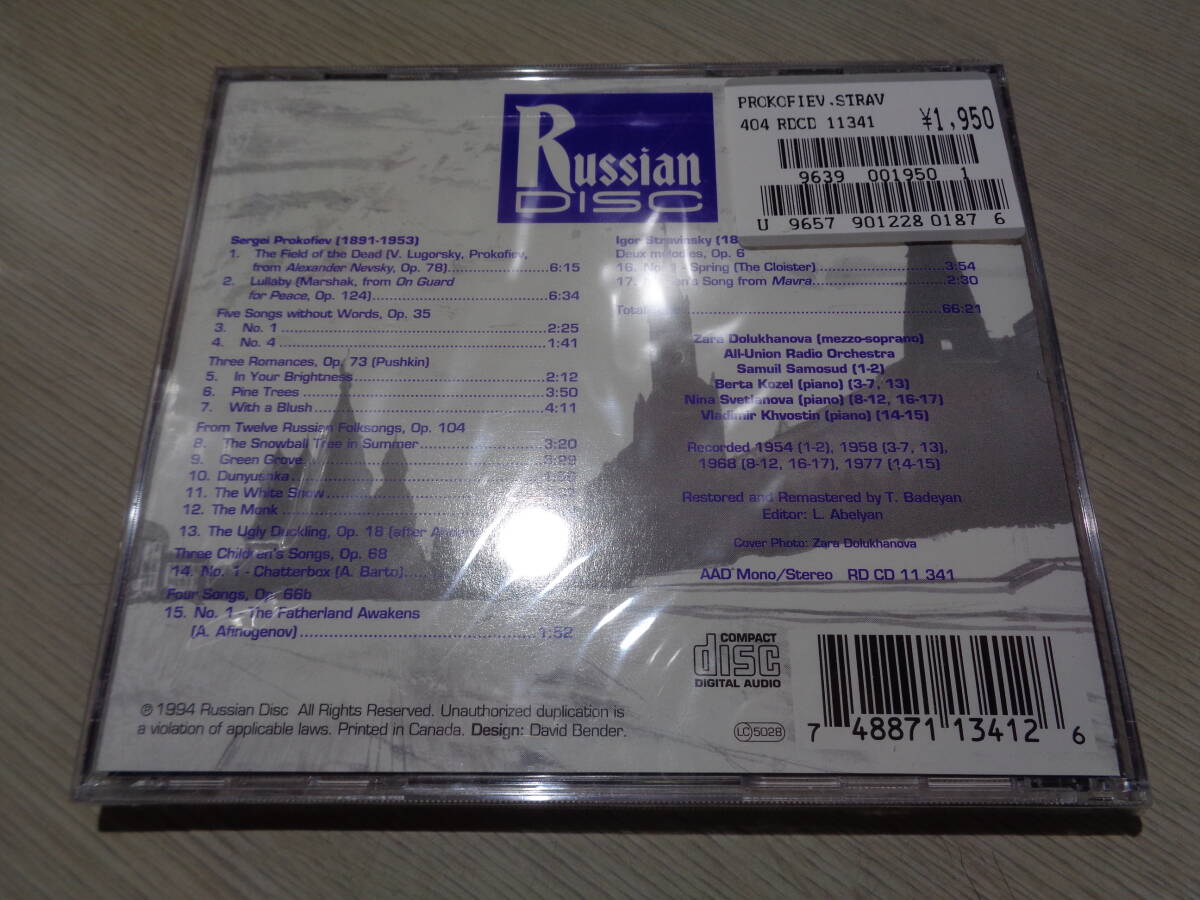 Russian
DISC
PROKOFIEV.STRAV
404 RDCD 11341 ¥1,950
9639 001950 1
U 9657 901228 0187 6
Sergei Prokofiev (1891-1953)
1. The Field of the Dead (V. Lugorsky, Prokofiev,
from Alexander Nevsky, Op. 78) 6:15
2. Lullaby (Marshak, from On Guard
for Peace, Op. 124) 6:34
Five Songs without Words, Op. 35
3. No. 1 2:25
4. No. 4 1:41
Three Romances, Op. 73 (Pushkin)
5. In Your Brightness 2:12
6. Pine Trees 3:50
7. With a Blush 4:11
From Twelve Russian Folksongs, Op. 104
8. The Snowball Tree in Summer 3:20
9. Green Grove 3:29
10. Dunyushka
11. The White Snow
12. The Monk
13. The Ugly Duckling, Op. 18 (after
Three Children's Songs, Op. 68
14. No. 1 - Chatterbox (A. Barto)
Four Songs, Op. 66b
15. No. 1 - The Fatherland Awakens
(A. Afinogenov) 1:52
Igor Stravinsky (18
Deux melodies, Op. 6
16. No. 1 - Spring (The Cloister) 3:54
17. Song from Mavra 2:30
Total 66:21
Zara Dolukhanova (mezzo-soprano)
All-Union Radio Orchestra
Samuil Samosud (1-2)
Berta Kozel (piano) (3-7, 13)
Nina Svetlanova (piano) (8-12, 16-17)
Vladimir Khvostin (piano) (14-15)
Recorded 1954 (1-2), 1958 (3-7, 13),
1968 (8-12, 16-17), 1977 (14-15)
Restored and Remastered by T. Badeyan
Editor: L. Abelyan
Cover Photo: Zara Dolukhanova
AAD Mono/Stereo RD CD 11 341
COMPACT
disc
DIGITAL AUDIO
LC 5028
7 48871 13412 6
℗ 1994 Russian Disc All Rights Reserved. Unauthorized duplication is
a violation of applicable laws. Printed in Canada. Design: David Bender.